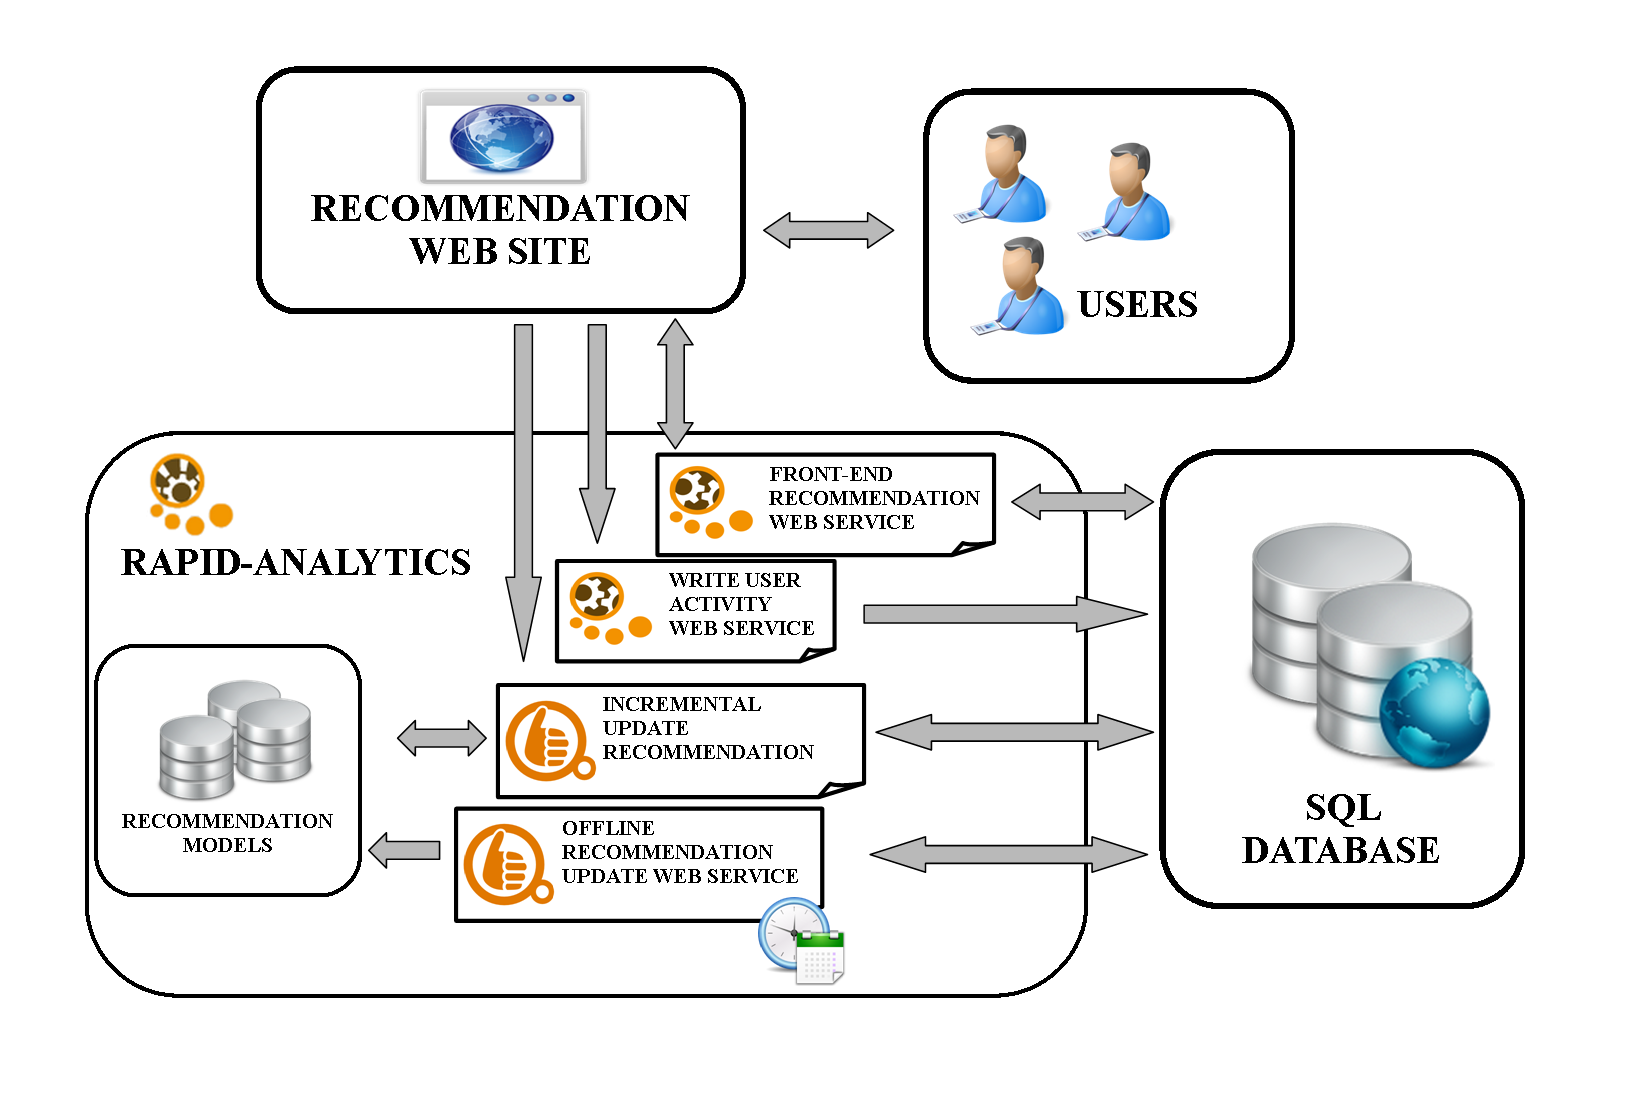 RECOMMENDATION
WEB SITE
USERS
RAPID-ANALYTICS
FRONT-END
RECOMMENDATION
WEB SERVICE
WRITE USER
ACTIVITY
WEB SERVICE
INCREMENTAL
UPDATE
RECOMMENDATION
OFFLINE
RECOMMENDATION
UPDATE WEB SERVICE
RECOMMENDATION
MODELS
SQL
DATABASE